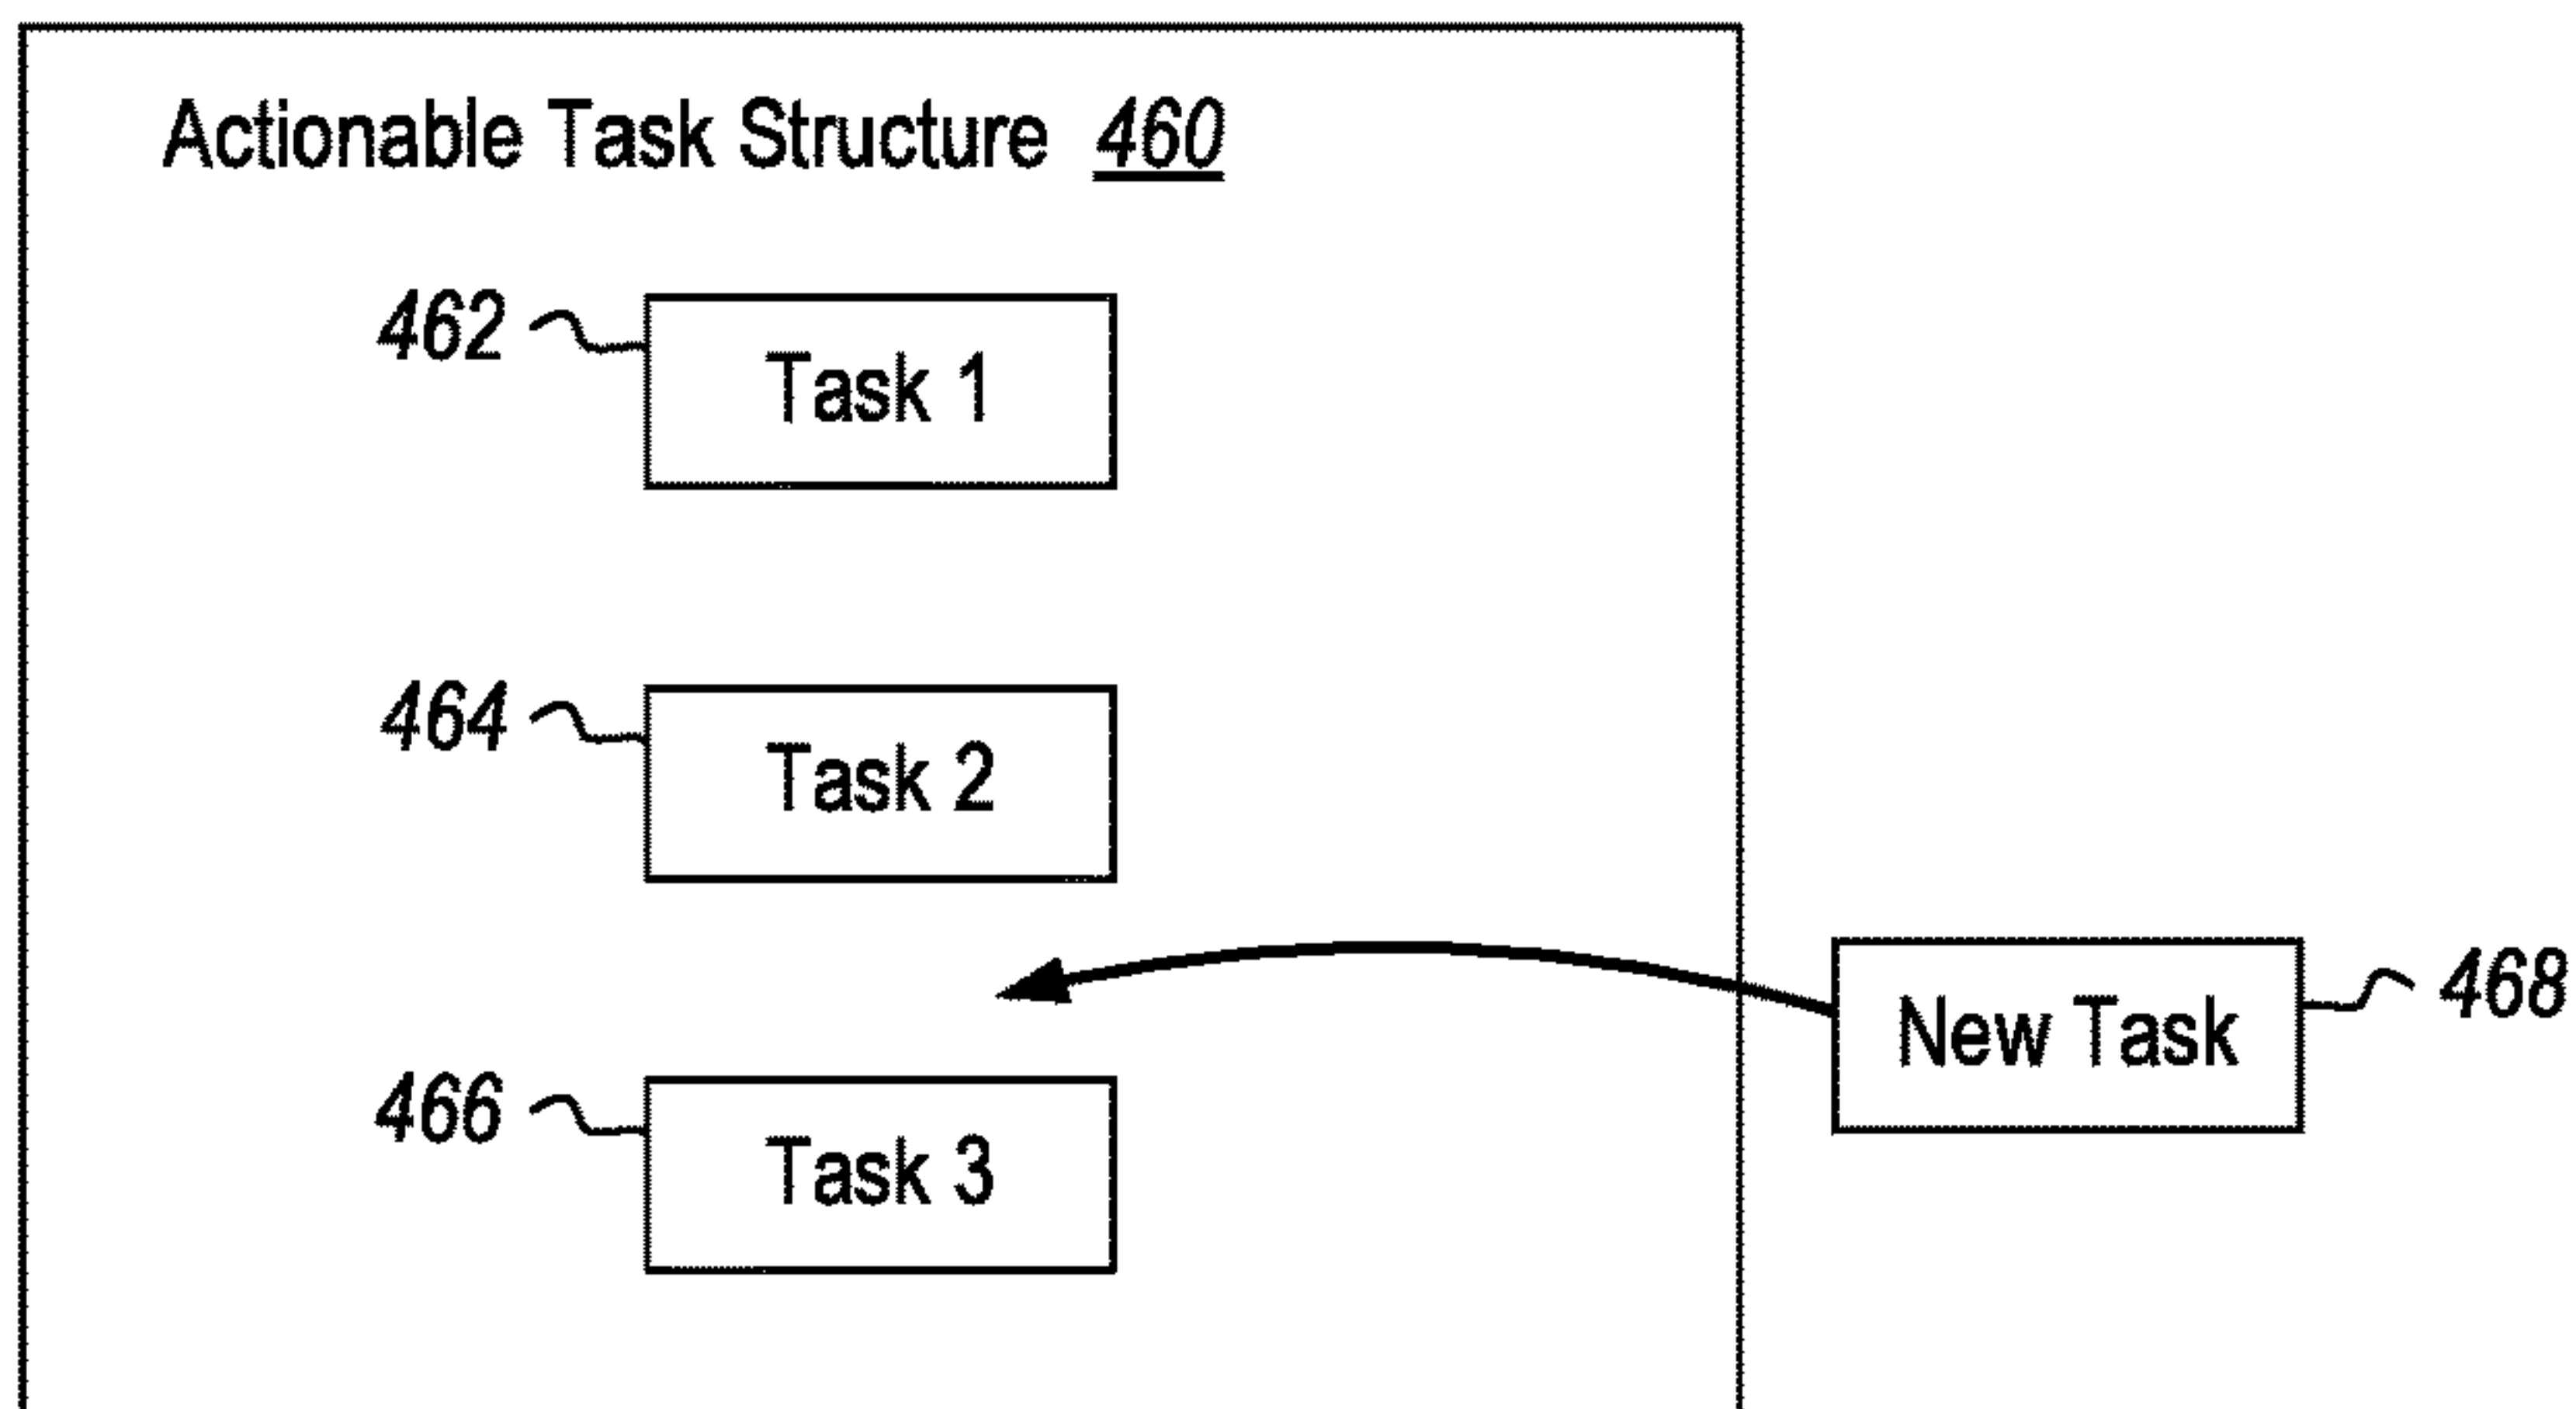 Actionable Task Structure 460
462
Task 1
464
Task 2
New Task
468
466
Task 3